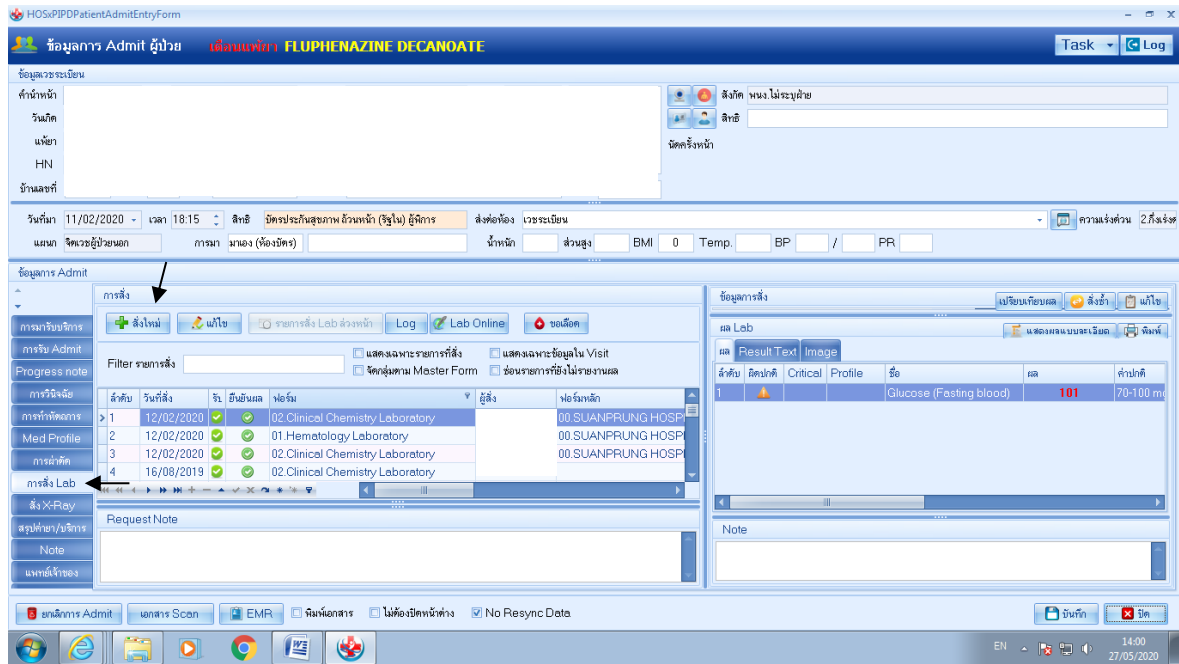 HOSxPIPDPatientAdmitEntryForm
ข้อมูลการ Admit ผู้ป่วย เตือนแพ้ยา FLUPHENAZINE DECANOATE Task Log
ข้อมูลเวชระเบียน
คำนำหน้า สังกัด พนง.ไม่ระบุฝ่าย
วันเกิด สิทธิ
แพ้ยา นัดครั้งหน้า
HN
บ้านเลขที่
วันที่มา 11/02/2020 เวลา 18:15 สิทธิ บัตรประกันสุขภาพ ถ้วนหน้า (รัฐใน) ผู้พิการ ส่งต่อห้อง เวชระเบียน ความเร่งด่วน
แผนก จิตเวชผู้ป่วยนอก การมา มาเอง (ห้องบัตร) น้ำหนัก ส่วนสูง BMI 0 Temp. BP / PR
ข้อมูลการ Admit
การสั่ง ข้อมูลการสั่ง
เปรียบเทียบผล สั่งซ้ำ แก้ไข
การมารับบริการ สั่งใหม่ แก้ไข รายการสั่ง Lab ล่วงหน้า Log Lab Online ขอเลือด ผล Lab แสดงผลแบบละเอียด พิมพ์
การรับ Admit แสดงเฉพาะรายการที่สั่ง แสดงเฉพาะข้อมูลใน Visit ผล Result Text Image
Progress note Filter รายการสั่ง จัดกลุ่มตาม Master Form ซ่อนรายการที่ยังไม่รายงานผล ลำดับ ผิดปกติ Critical Profile ชื่อ ผล ค่าปกติ
การวินิจฉัย ลำดับ วันที่สั่ง รับ ยืนยันผล ฟอร์ม ผู้สั่ง ฟอร์มหลัก 1 Glucose (Fasting blood) 101 70-100
การทำหัตถการ 1 12/02/2020 02.Clinical Chemistry Laboratory 00.SUANPRUNG HOSPI
Med Profile 2 12/02/2020 01.Hematology Laboratory 00.SUANPRUNG HOSPI
การผ่าตัด 3 12/02/2020 02.Clinical Chemistry Laboratory 00.SUANPRUNG HOSPI
การสั่ง Lab 4 16/08/2019 02.Clinical Chemistry Laboratory
สั่ง X-Ray
สรุปค่ายา/บริการ Request Note Note
Note
แพทย์เจ้าของ
ยกเลิกการ Admit เอกสาร Scan EMR พิมพ์เอกสาร ไม่ต้องปิดหน้าต่าง No Resync Data บันทึก ปิด
EN 14:00
27/05/2020